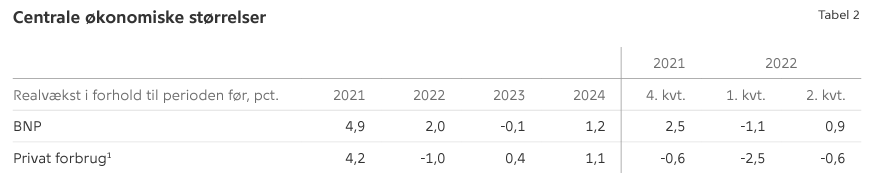 Centrale økonomiske størrelser Tabel 2
2021 2022
Realvækst i forhold til perioden før, pct. 2021 2022 2023 2024 4. kvt. 1. kvt. 2. kvt.
BNP 4,9 2,0 -0,1 1,2 2,5 -1,1 0,9
Privat forbrug¹ 4,2 -1,0 0,4 1,1 -0,6 -2,5 -0,6